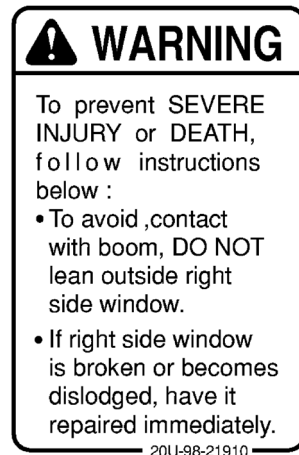 WARNING
To prevent SEVERE
INJURY or DEATH,
follow instructions
below :
• To avoid ,contact
with boom, DO NOT
lean outside right
side window.
• If right side window
is broken or becomes
dislodged, have it
repaired immediately.
20U-98-21910